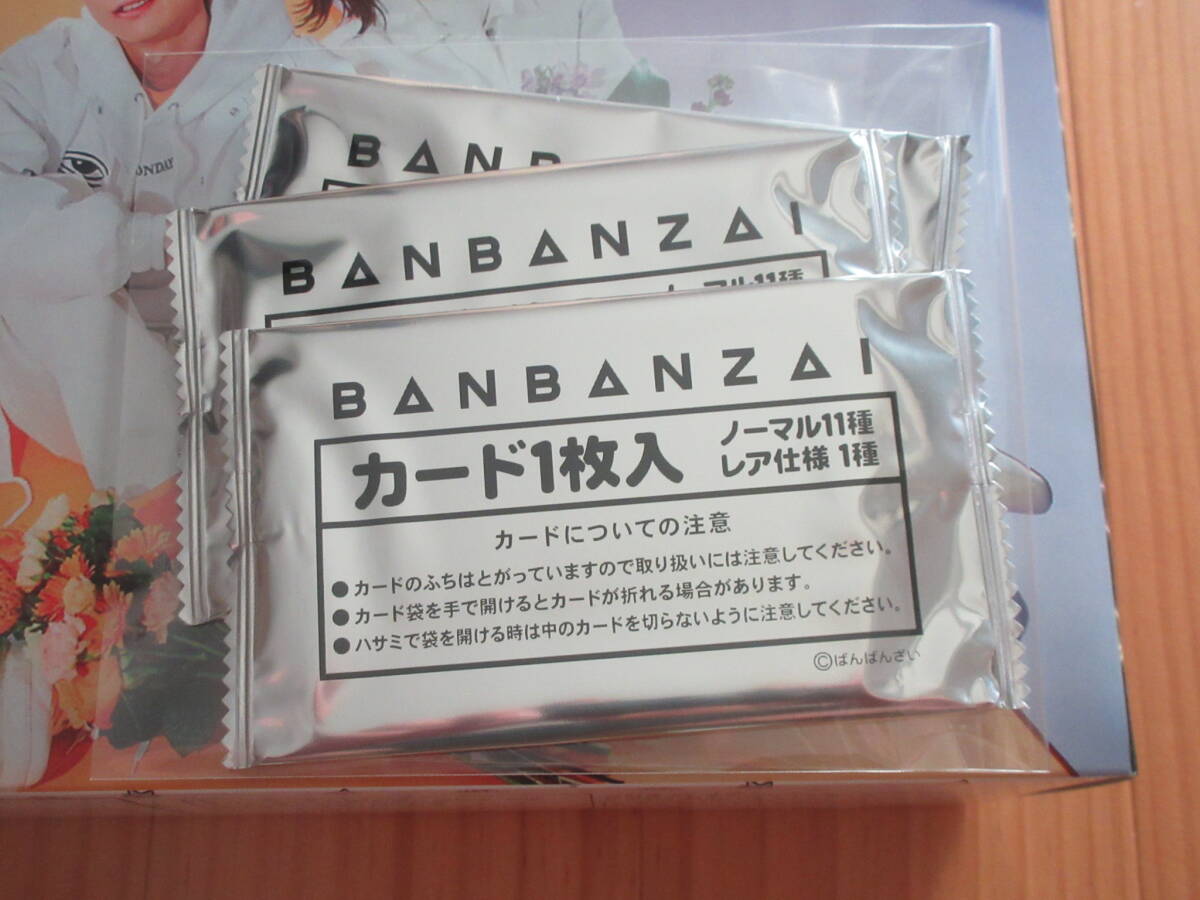 ONDAY
BANB
BANBANZAI
ノーマル11種
BANBANZAI
カード1枚入
ノーマル11種
レア仕様 1種
カードについての注意
●カードのふちはとがっていますので取り扱いには注意してください。
●カード袋を手で開けるとカードが折れる場合があります。
●ハサミで袋を開ける時は中のカードを切らないように注意してください。
©ばんばんざい